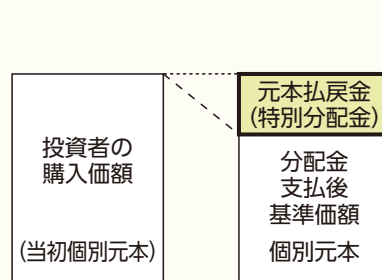 投資者の
購入価額
(当初個別元本)
元本払戻金
(特別分配金)
分配金
支払後
基準価額
個別元本